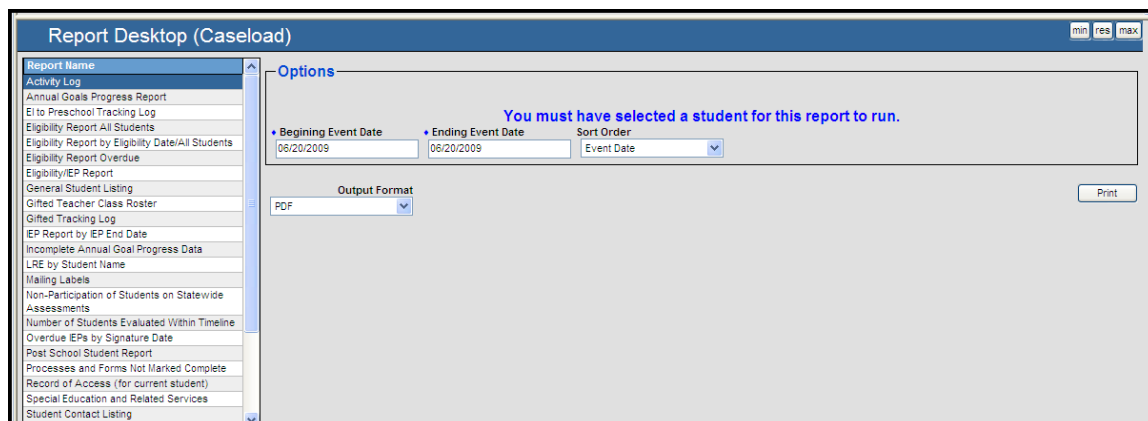 Report Desktop (Caseload)
min res max
Report Name
Activity Log
Annual Goals Progress Report
EI to Preschool Tracking Log
Eligibility Report All Students
Eligibility Report by Eligibility Date/All Students
Eligibility Report Overdue
Eligibility/IEP Report
General Student Listing
Gifted Teacher Class Roster
Gifted Tracking Log
IEP Report by IEP End Date
Incomplete Annual Goal Progress Data
LRE by Student Name
Mailing Labels
Non-Participation of Students on Statewide
Assessments
Number of Students Evaluated Within Timeline
Overdue IEPs by Signature Date
Post School Student Report
Processes and Forms Not Marked Complete
Record of Access (for current student)
Special Education and Related Services
Student Contact Listing
Options
You must have selected a student for this report to run.
Begining Event Date Ending Event Date Sort Order
06/20/2009 06/20/2009 Event Date
Output Format
PDF
Print